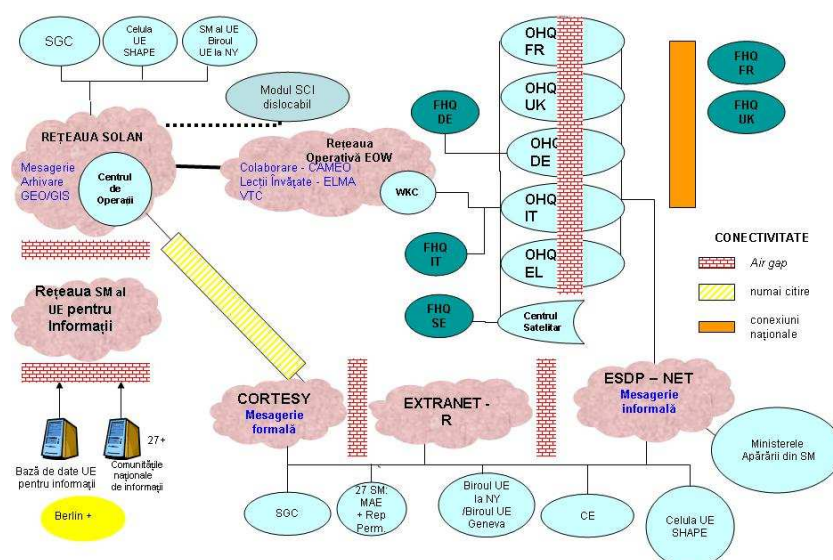 SGC
Celula
UE
SHAPE
SM al UE
Biroul
UE la NY
Modul SCI
dislocabil
REȚEAUA SOLAN
Mesagerie
Arhivare
GEO/GIS
Centrul
de
Operații
Rețeaua
Operativă EOW
Colaborare - CAMEO
Lecții Învățate - ELMA
VTC
WKC
FHQ
DE
FHQ
IT
FHQ
SE
OHQ
FR
OHQ
UK
OHQ
DE
OHQ
IT
OHQ
EL
Centrul
Satelitar
FHQ
FR
FHQ
UK
CONECTIVITATE
Air gap
numai citire
conexiuni
naționale
Rețeaua SM al
UE pentru
Informații
27+
Bază de date UE
pentru informații
Comunitățile
naționale
de informații
Berlin +
CORTESY
Mesagerie
formală
EXTRANET -
R
ESDP – NET
Mesagerie
informală
Ministerele
Apărării din SM
SGC
27 SM:
MAE
+ Rep
Perm.
Biroul UE
la NY
/Biroul UE
Geneva
CE
Celula UE
SHAPE